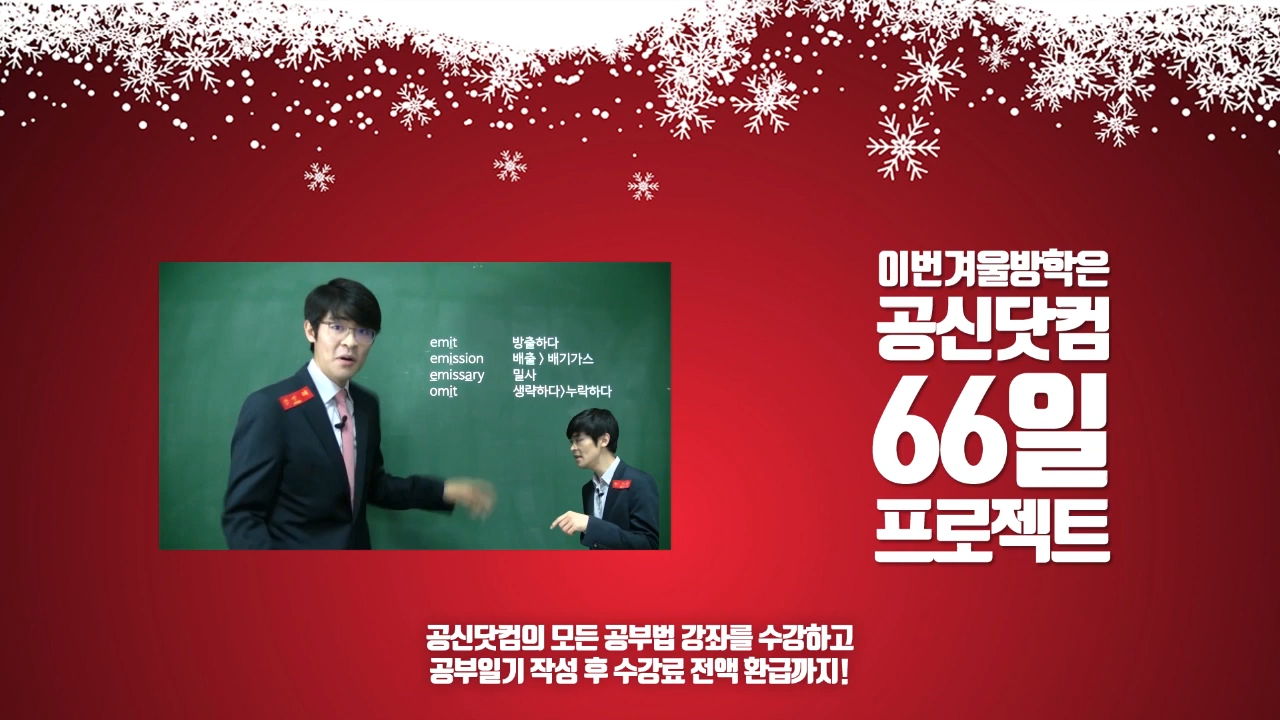 emit 방출하다
emission 배출 > 배기가스
emissary 밀사
omit 생략하다>누락하다
이번겨울방학은
공신닷컴
66일
프로젝트
공신닷컴의 모든 공부법 강좌를 수강하고
공부일기 작성 후 수강료 전액 환급까지!